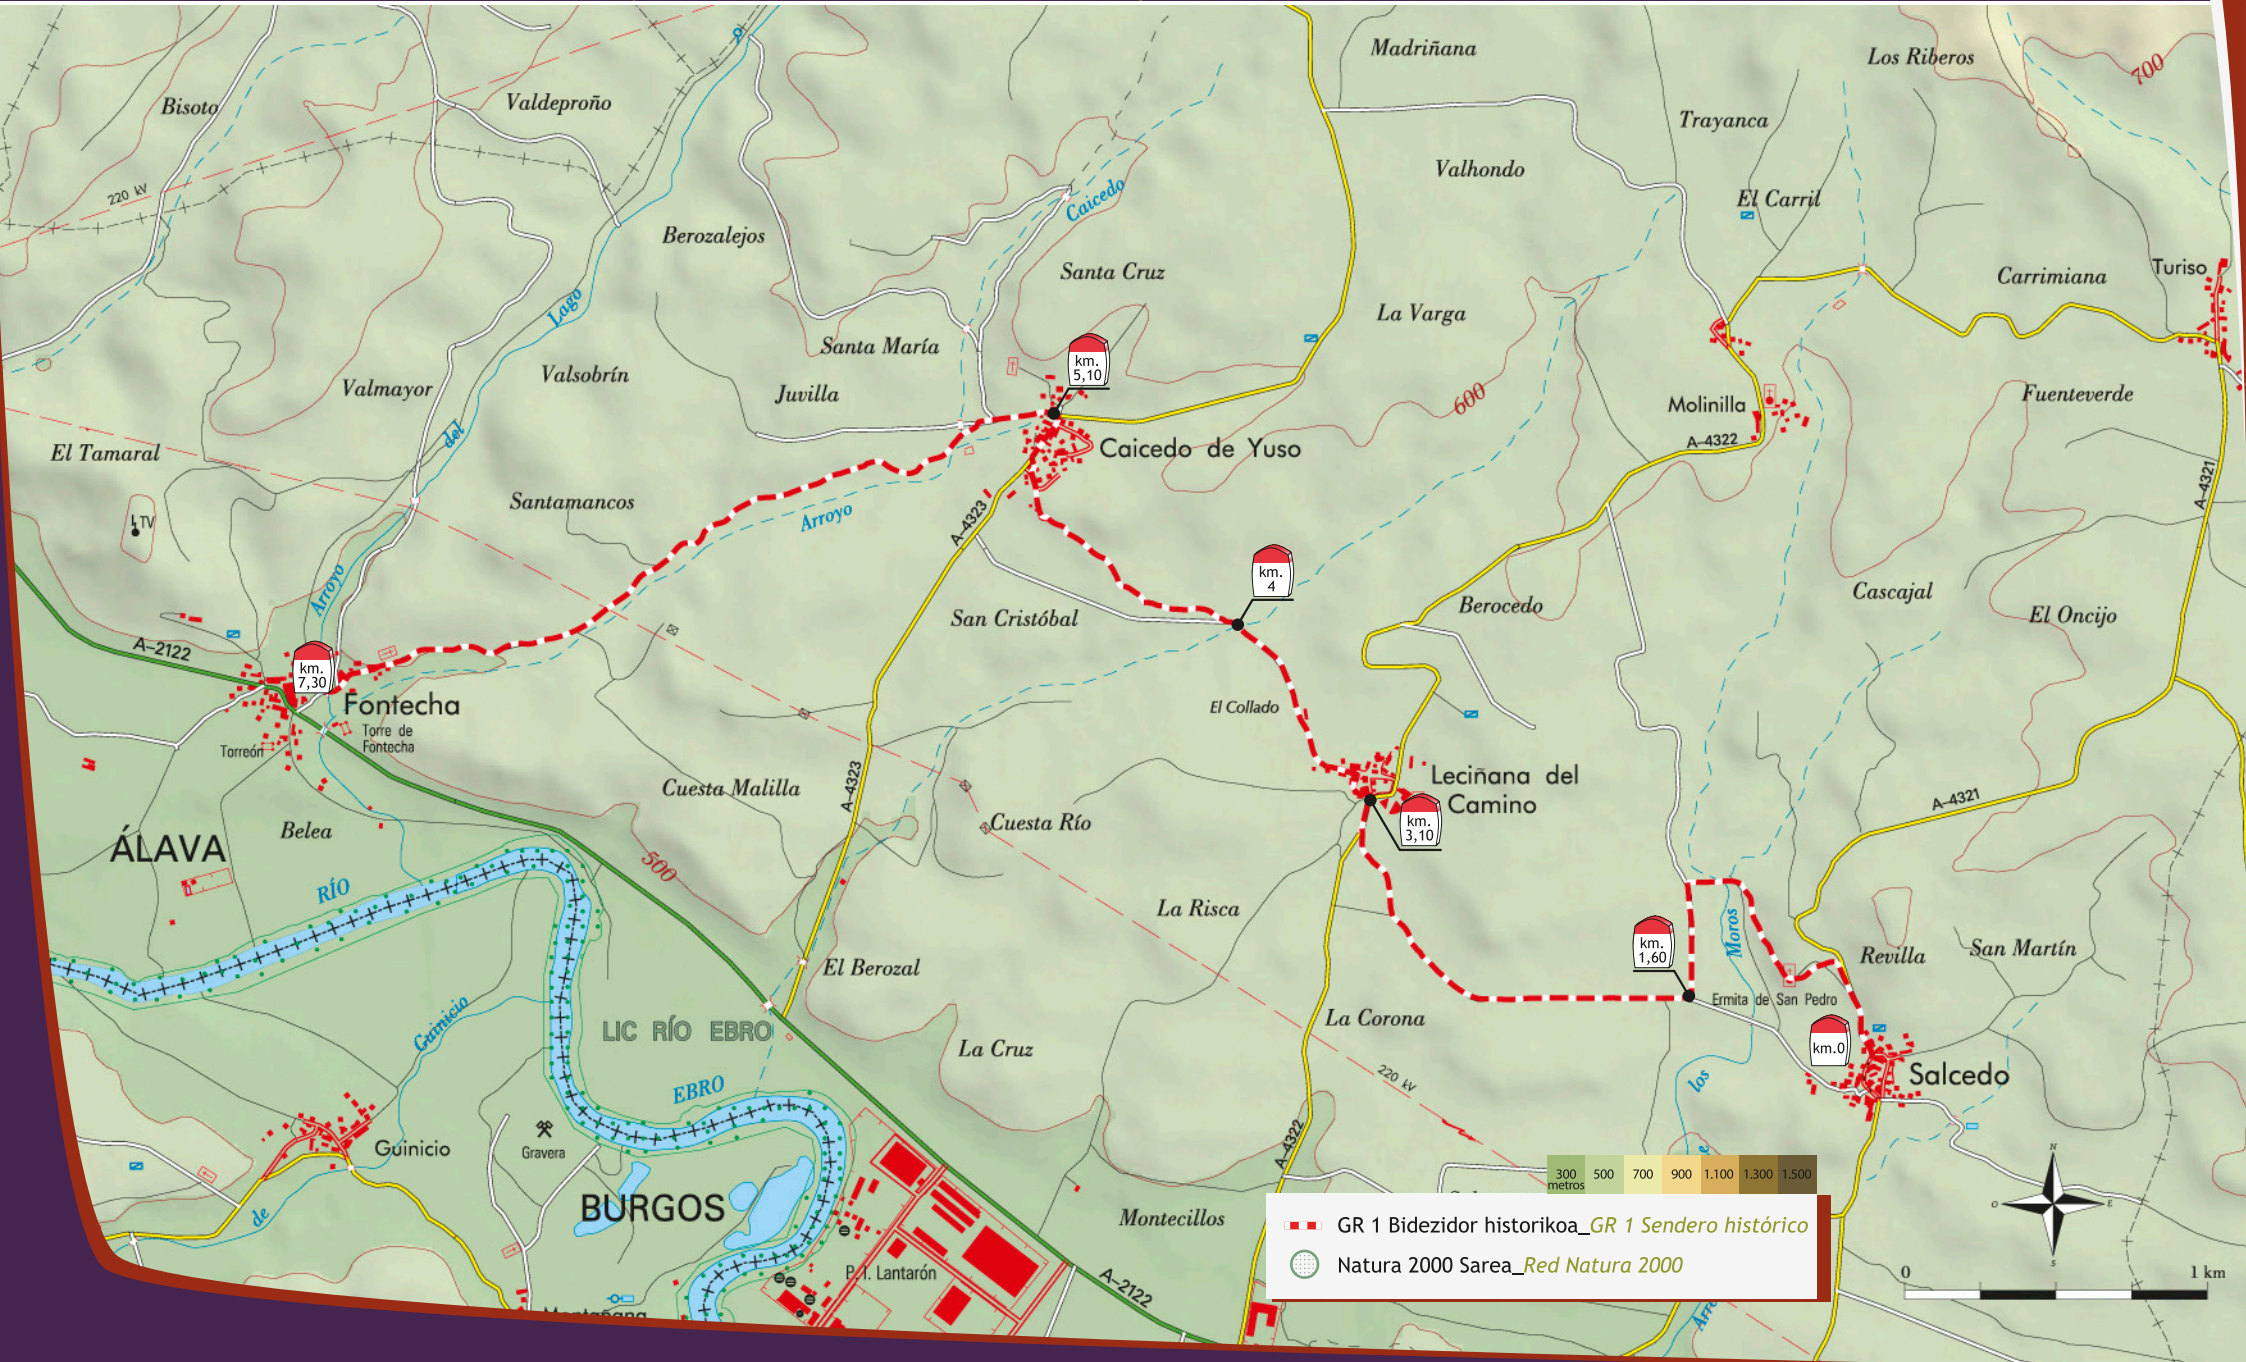 Madriñana
Los Riberos
700
Bisoto
Valdeproño
Trayanca
Valhondo
220 kV
Caicedo
El Carril
Berozalejos
Santa Cruz
Carrimiana
Turiso
Lago
La Varga
Santa María
km.
5,10
Valmayor
Valsobrín
Juvilla
600
Molinilla
Fuenteverde
A-4322
del
El Tamaral
Caicedo de Yuso
A-4321
Santamancos
Arroyo
A-4323
TV
km.
4
Arroyo
San Cristóbal
Berocedo
Cascajal
El Oncijo
A-2122
km.
7,30
Fontecha
Torre de
Fontecha
Torreón
El Collado
Cuesta Malilla
A-4323
Leciñana del
Camino
km.
3,10
A-4321
Cuesta Río
ÁLAVA
Belea
500
RÍO
La Risca
km.
1,60
Moros
Revilla
San Martín
El Berozal
Ermita de San Pedro
Guinicio
LIC RÍO EBRO
La Corona
La Cruz
km.0
Salcedo
EBRO
220 kV
los
Guinicio
Gravera
A-4322
de
BURGOS
Montecillos
P. I. Lantarón
A-2122
300
metros
500
700
900
1.100
1.300
1.500
GR 1 Bidezidor historikoa_GR 1 Sendero histórico
Natura 2000 Sarea_Red Natura 2000
N
O
E
S
0
1 km